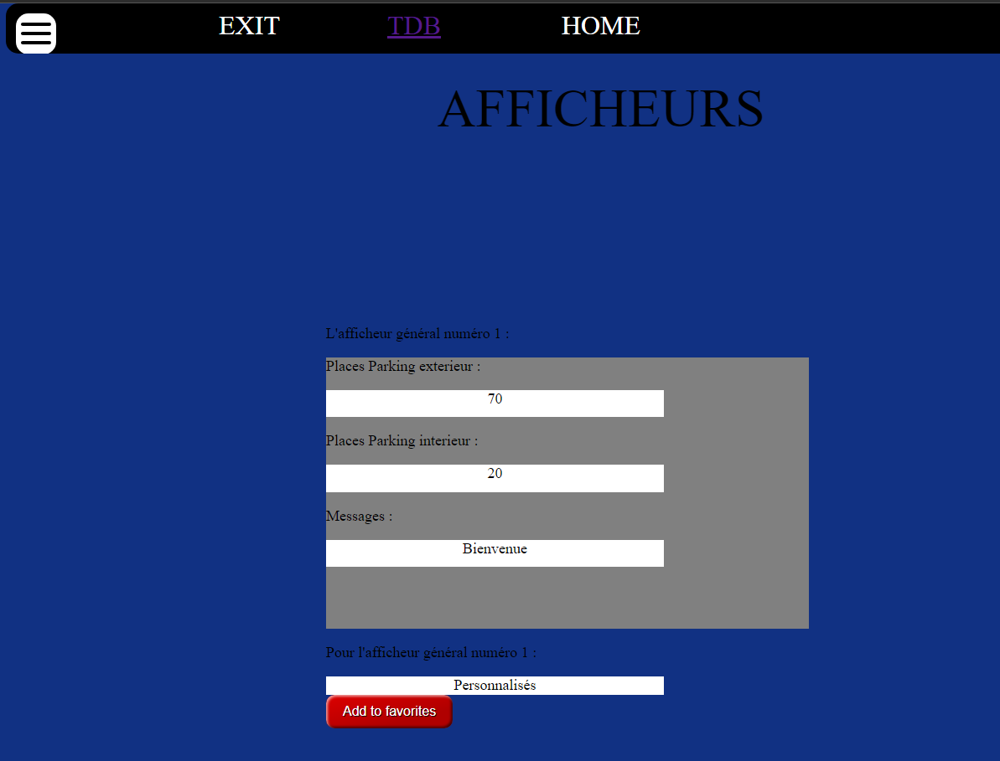 EXIT TDB HOME
AFFICHEURS
L'afficheur général numéro 1 :
Places Parking exterieur :
70
Places Parking interieur :
20
Messages :
Bienvenue
Pour l'afficheur général numéro 1 :
Personnalisés
Add to favorites